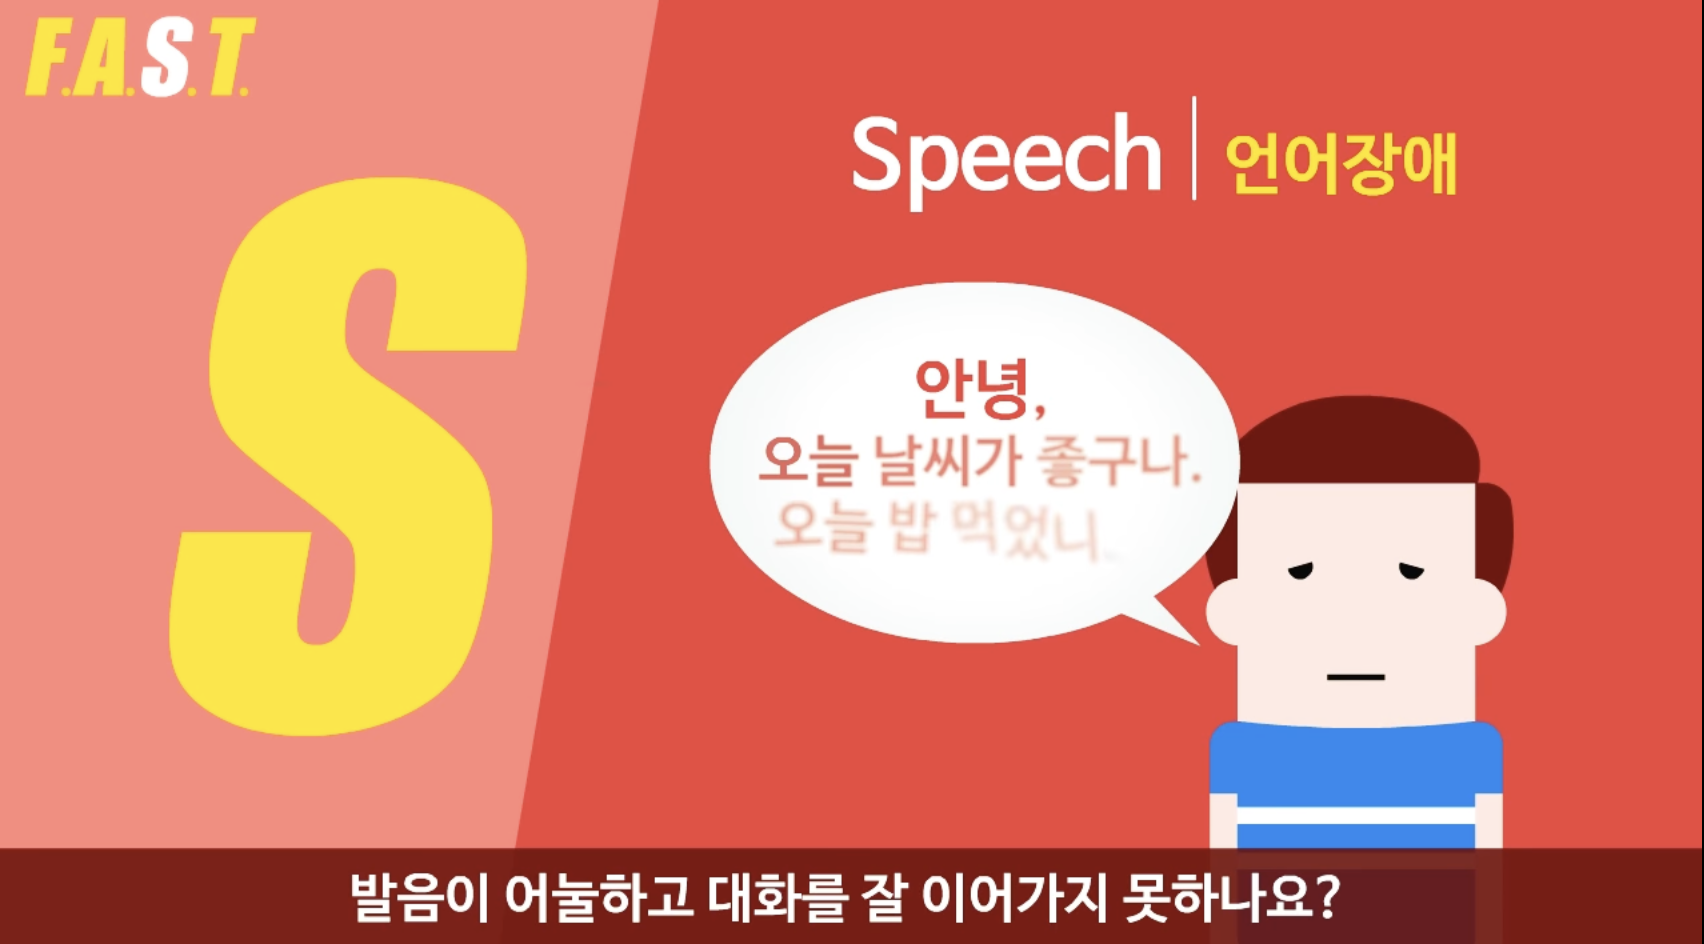 F.A.S.T.
S
Speech | 언어장애
안녕,
오늘 날씨가 좋구나.
오늘 밥 먹었니.
발음이 어눌하고 대화를 잘 이어가지 못하나요?